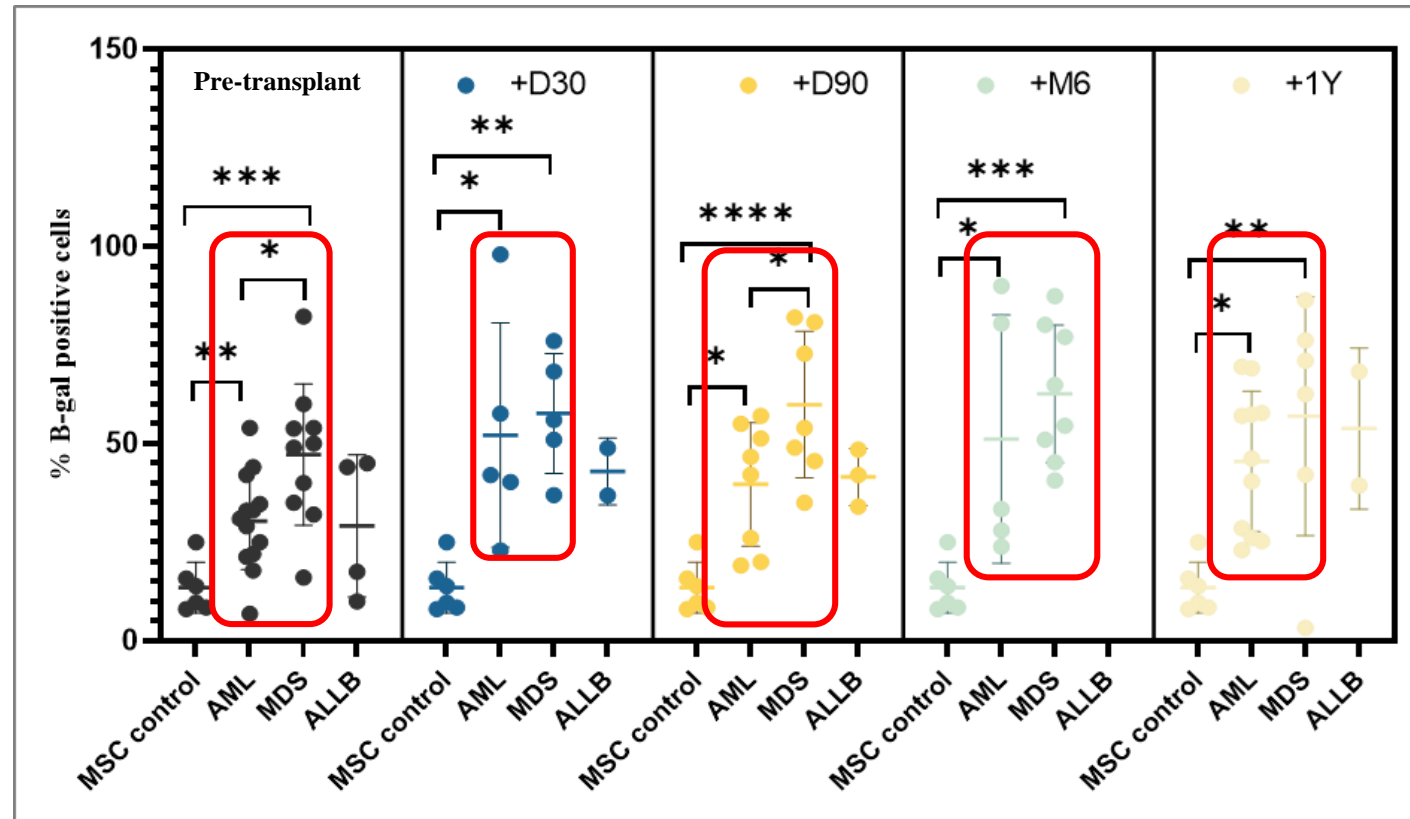 150
100
50
0
% B-gal positive cells
Pre-transplant
+D30
+D90
+M6
+1Y
***
*
**
**
*
****
*
*
***
*
**
*
MSC control
AML
MDS
ALLB
MSC control
AML
MDS
ALLB
MSC control
AML
MDS
ALLB
MSC control
AML
MDS
ALLB
MSC control
AML
MDS
ALLB